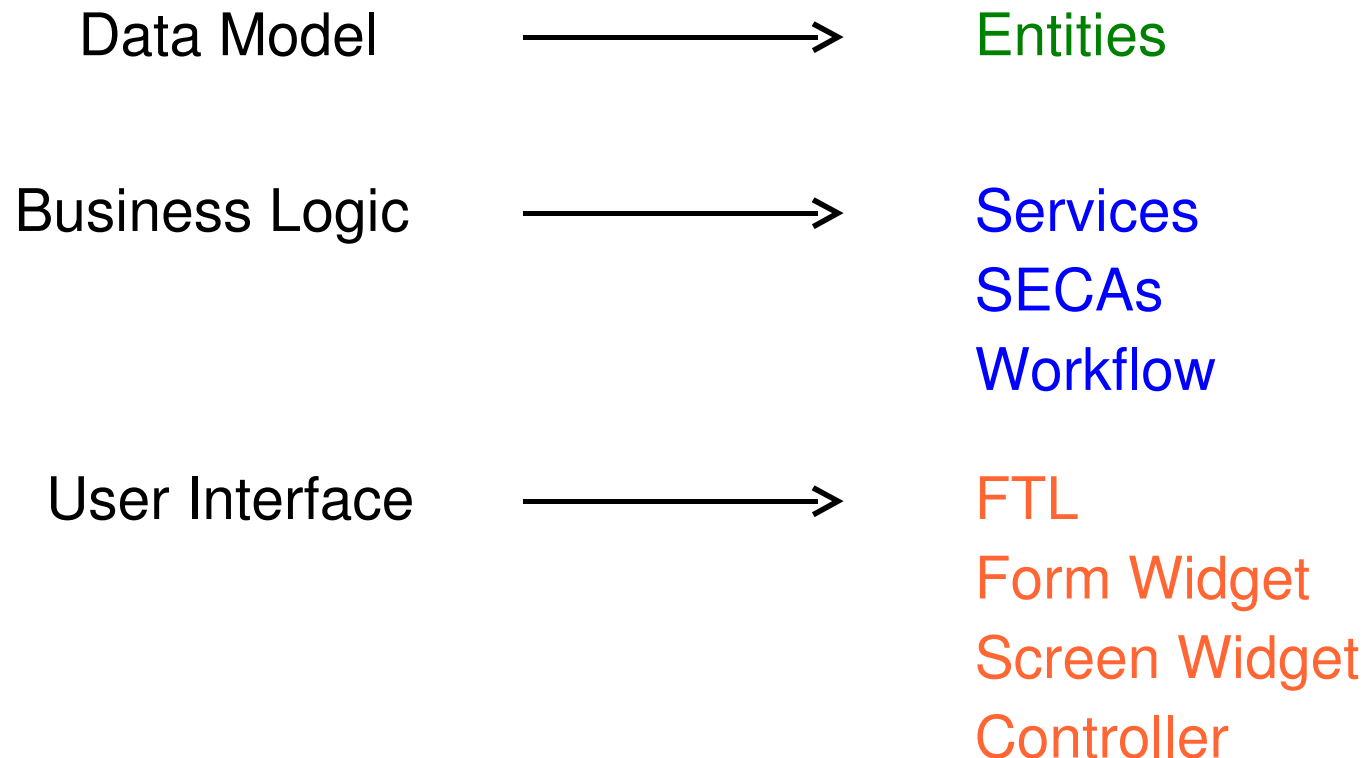 Data Model Entities
Business Logic Services
SECAs
Workflow
User Interface FTL
Form Widget
Screen Widget
Controller